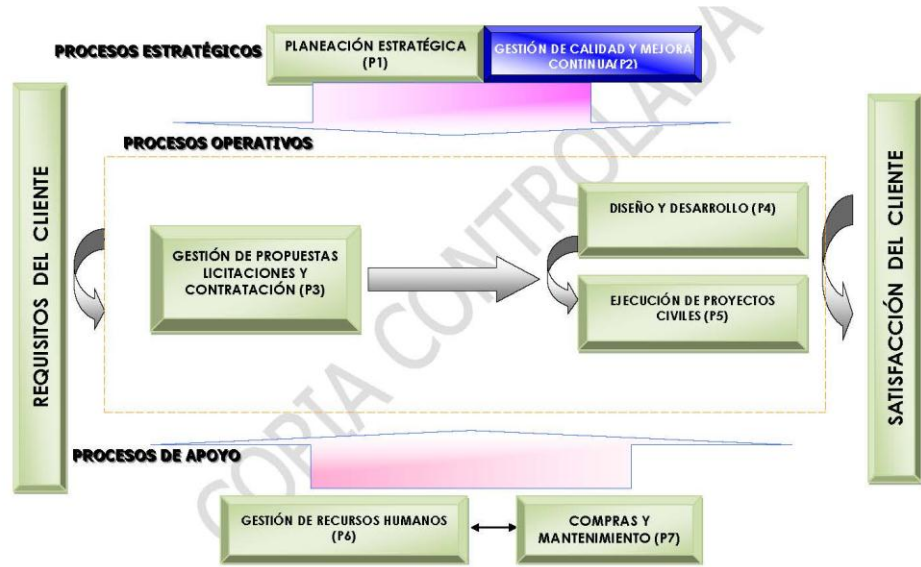 PROCESOS ESTRATÉGICOS
PLANEACIÓN ESTRATÉGICA
(P1)
GESTIÓN DE CALIDAD Y MEJORA
CONTINUA(P2)
PROCESOS OPERATIVOS
REQUISITOS DEL CLIENTE
GESTIÓN DE PROPUESTAS
LICITACIONES Y
CONTRATACIÓN (P3)
DISEÑO Y DESARROLLO (P4)
EJECUCIÓN DE PROYECTOS
CIVILES (P5)
SATISFACCIÓN DEL CLIENTE
COPIA CONTROLADA
PROCESOS DE APOYO
GESTIÓN DE RECURSOS HUMANOS
(P6)
COMPRAS Y
MANTENIMIENTO (P7)